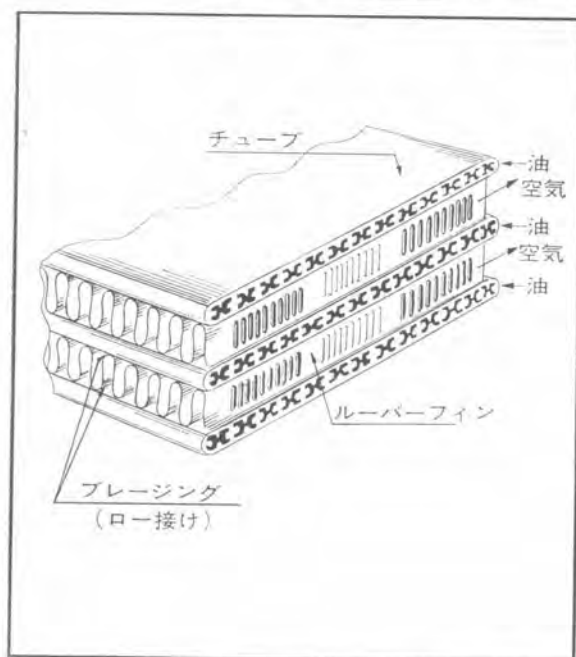 チューブ
油
空気
油
空気
油
ルーバーフィン
ブレージング
(ロー接け)